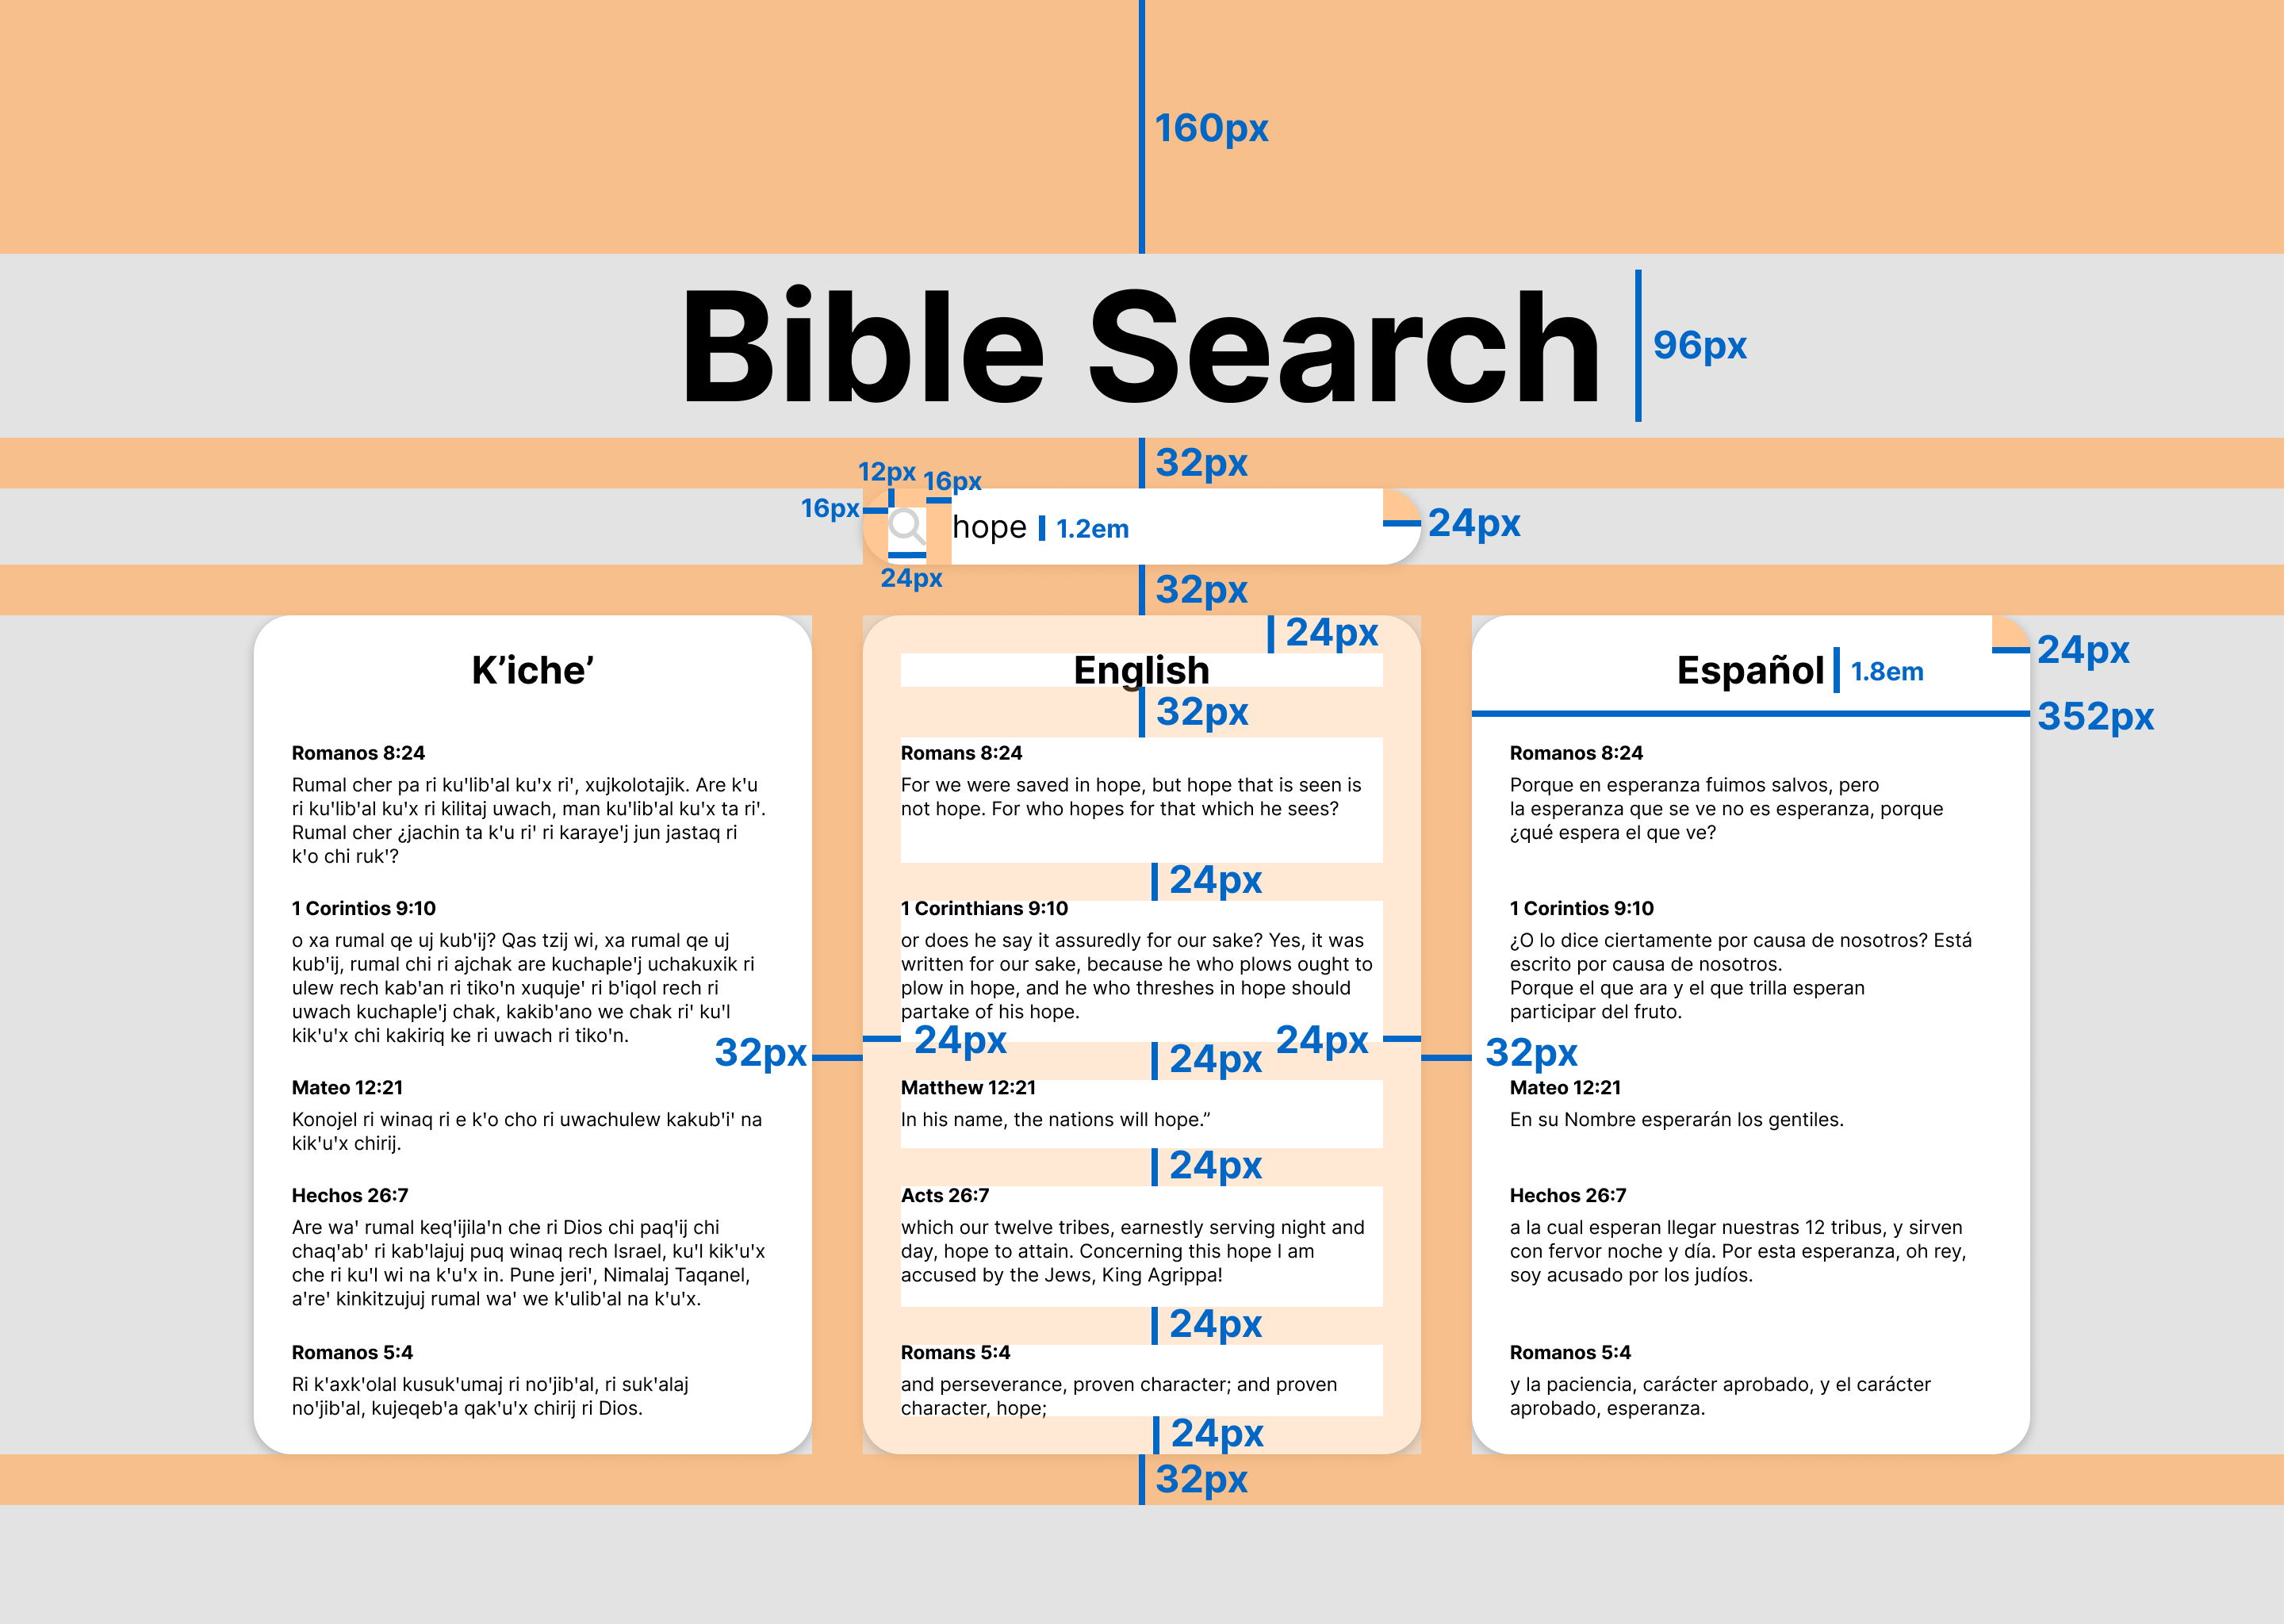 160px
Bible Search
96px
32px
12px
16px
16px
hope
1.2em
24px
24px
32px
K’iche’
Romanos 8:24
Rumal cher pa ri ku'lib'al ku'x ri', xujkolotajik. Are k'u
ri ku'lib'al ku'x ri kilitaj uwach, man ku'lib'al ku'x ta ri'.
Rumal cher ¿jachin ta k'u ri' ri karaye'j jun jastaq ri
k'o chi ruk'?
1 Corintios 9:10
o xa rumal qe uj kub'ij? Qas tzij wi, xa rumal qe uj
kub'ij, rumal chi ri ajchak are kuchaple'j uchakuxik ri
ulew rech kab'an ri tiko'n xuquje' ri b'iqol rech ri
uwach kuchaple'j chak, kakib'ano we chak ri' ku'l
kik'u'x chi kakiriq ke ri uwach ri tiko'n.
32px
Mateo 12:21
Konojel ri winaq ri e k'o cho ri uwachulew kakub'i' na
kik'u'x chirij.
Hechos 26:7
Are wa' rumal keq'ijila'n che ri Dios chi paq'ij chi
chaq'ab' ri kab'lajuj puq winaq rech Israel, ku'l kik'u'x
che ri ku'l wi na k'u'x in. Pune jeri', Nimalaj Taqanel,
a're' kinkitzujuj rumal wa' we k'ulib'al na k'u'x.
Romanos 5:4
Ri k'axk'olal kusuk'umaj ri no'jib'al, ri suk'alaj
no'jib'al, kujeqeb'a qak'u'x chirij ri Dios.
24px
English
32px
Romans 8:24
For we were saved in hope, but hope that is seen is
not hope. For who hopes for that which he sees?
24px
1 Corinthians 9:10
or does he say it assuredly for our sake? Yes, it was
written for our sake, because he who plows ought to
plow in hope, and he who threshes in hope should
partake of his hope.
24px
24px
24px
Matthew 12:21
In his name, the nations will hope.”
24px
Acts 26:7
which our twelve tribes, earnestly serving night and
day, hope to attain. Concerning this hope I am
accused by the Jews, King Agrippa!
24px
Romans 5:4
and perseverance, proven character; and proven
character, hope;
24px
32px
24px
Español
1.8em
352px
Romanos 8:24
Porque en esperanza fuimos salvos, pero
la esperanza que se ve no es esperanza, porque
¿qué espera el que ve?
1 Corintios 9:10
¿O lo dice ciertamente por causa de nosotros? Está
escrito por causa de nosotros.
Porque el que ara y el que trilla esperan
participar del fruto.
32px
Mateo 12:21
En su Nombre esperarán los gentiles.
Hechos 26:7
a la cual esperan llegar nuestras 12 tribus, y sirven
con fervor noche y día. Por esta esperanza, oh rey,
soy acusado por los judíos.
Romanos 5:4
y la paciencia, carácter aprobado, y el carácter
aprobado, esperanza.